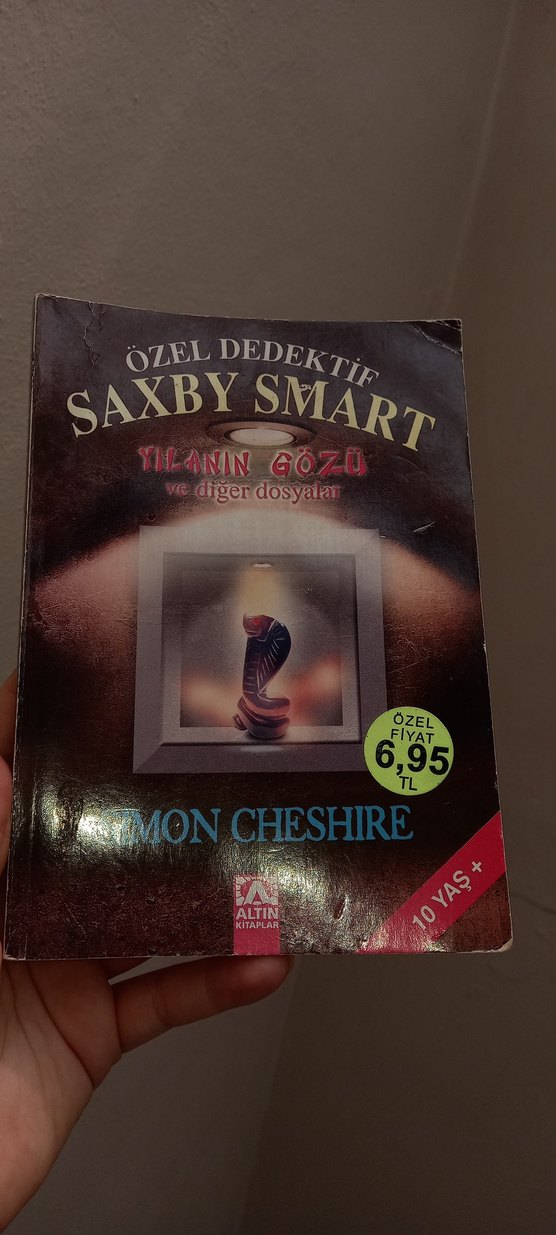 ÖZEL DEDEKTİF
SAXBY SMART
YILANIN GÖZÜ
ve diğer dosyalar
ÖZEL
FİYAT
6,95
TL
IMON CHESHIRE
10 YAŞ +
ALTIN
KİTAPLAR